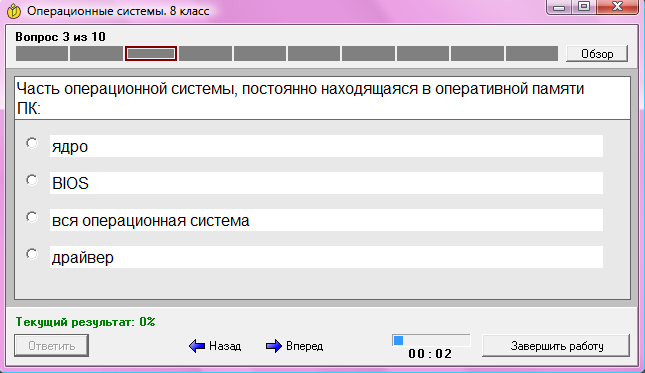 Операционные системы. 8 класс
Вопрос 3 из 10
Обзор
Часть операционной системы, постоянно находящаяся в оперативной памяти
ПК:
ядро
BIOS
вся операционная система
драйвер
Текущий результат: 0%
Ответить
Назад
Вперед
00:02
Завершить работу